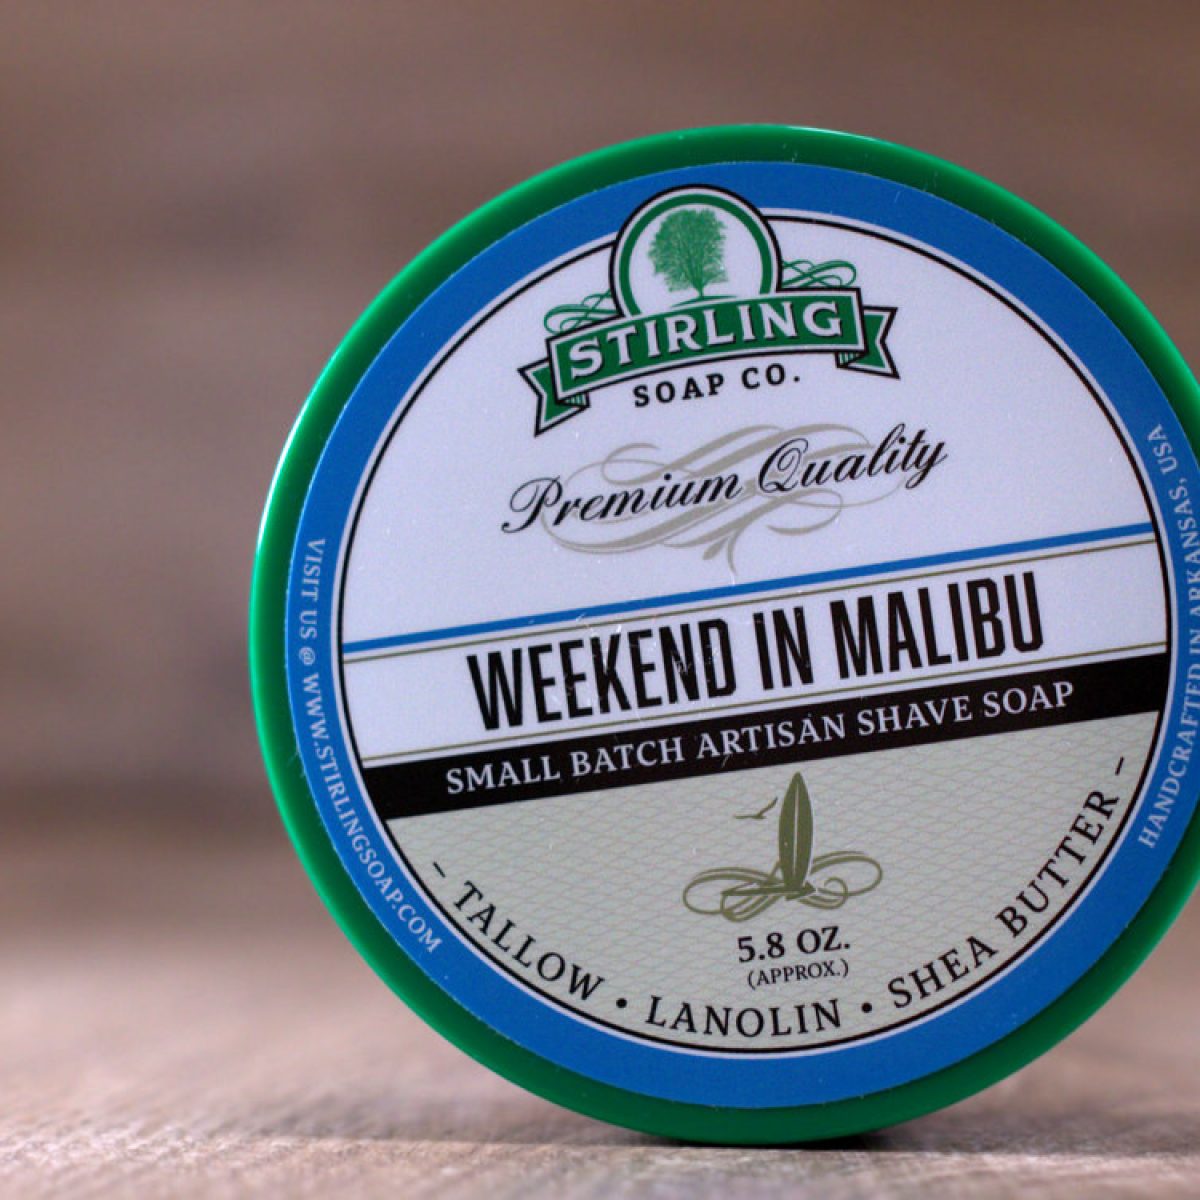 STIRLING
SOAP CO.
Premium Quality
WEEKEND IN MALIBU
SMALL BATCH ARTISAN SHAVE SOAP
5.8 OZ.
(APPROX.)
- TALLOW • LANOLIN • SHEA BUTTER -
VISIT US @ WWW.STIRLINGSOAP.COM
HANDCRAFTED IN ARKANSAS, USA